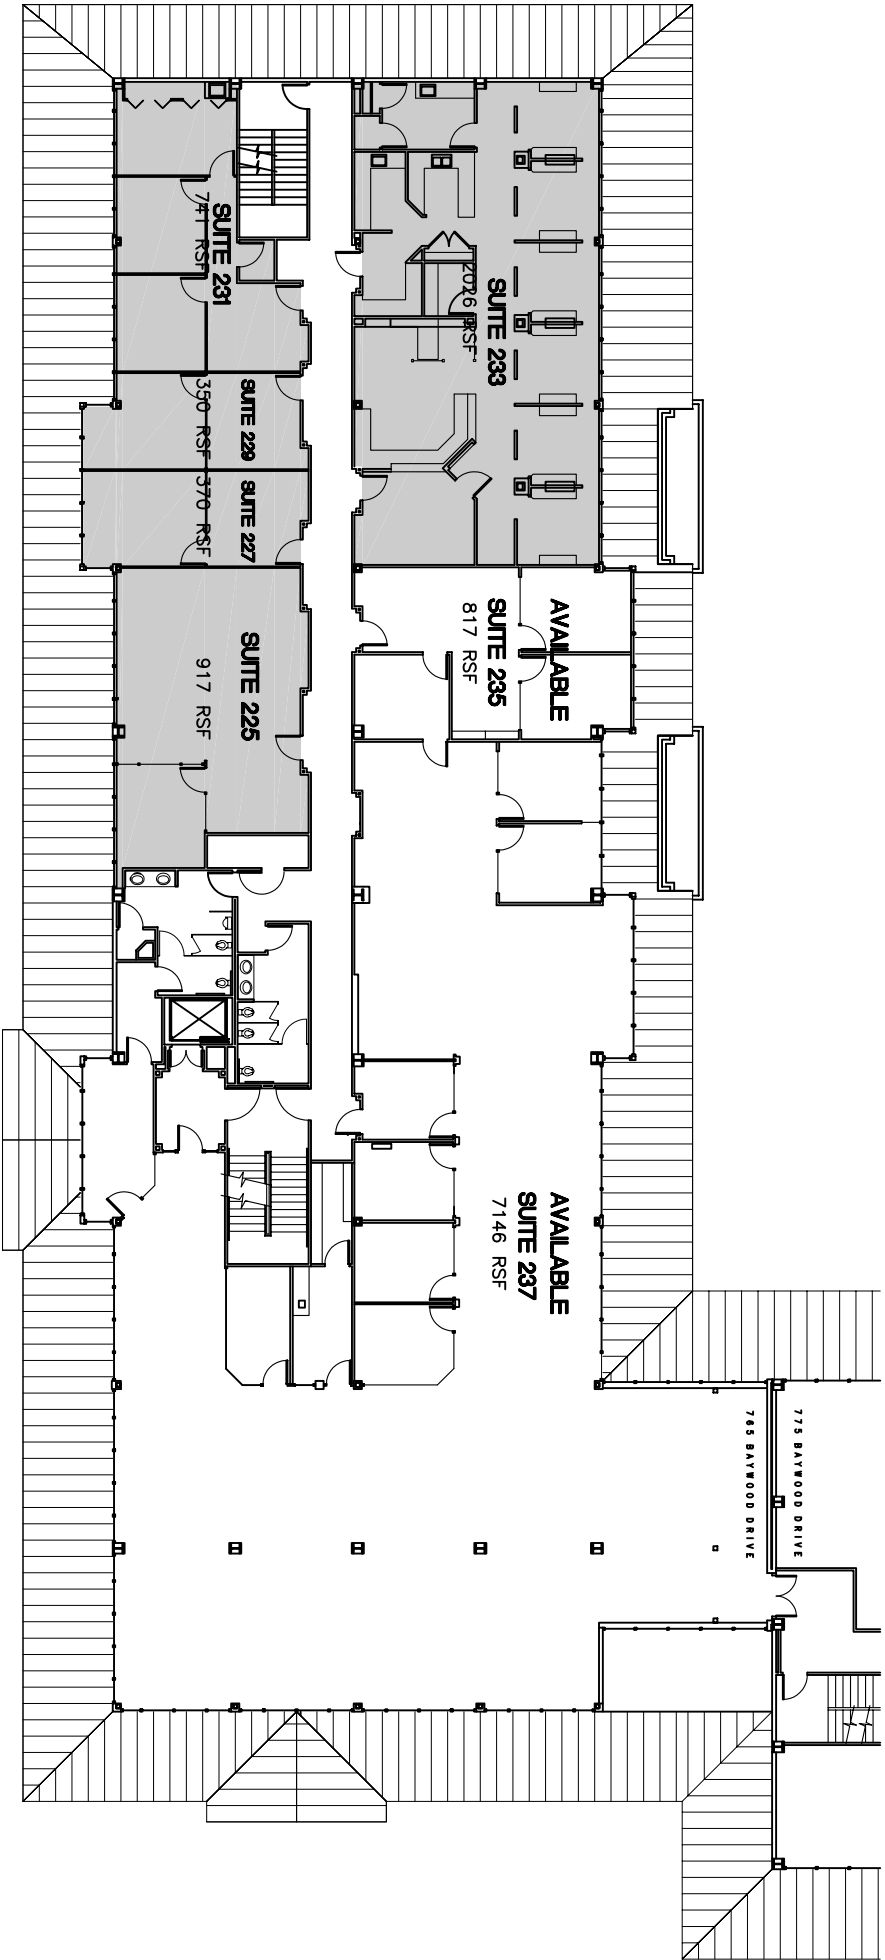 SUITE 231
741 RSF
SUITE 233
2026 RSF
SUITE 229
350 RSF
SUITE 227
370 RSF
SUITE 225
917 RSF
AVAILABLE
SUITE 235
817 RSF
AVAILABLE
SUITE 237
7146 RSF
775 BAYWOOD DRIVE
765 BAYWOOD DRIVE